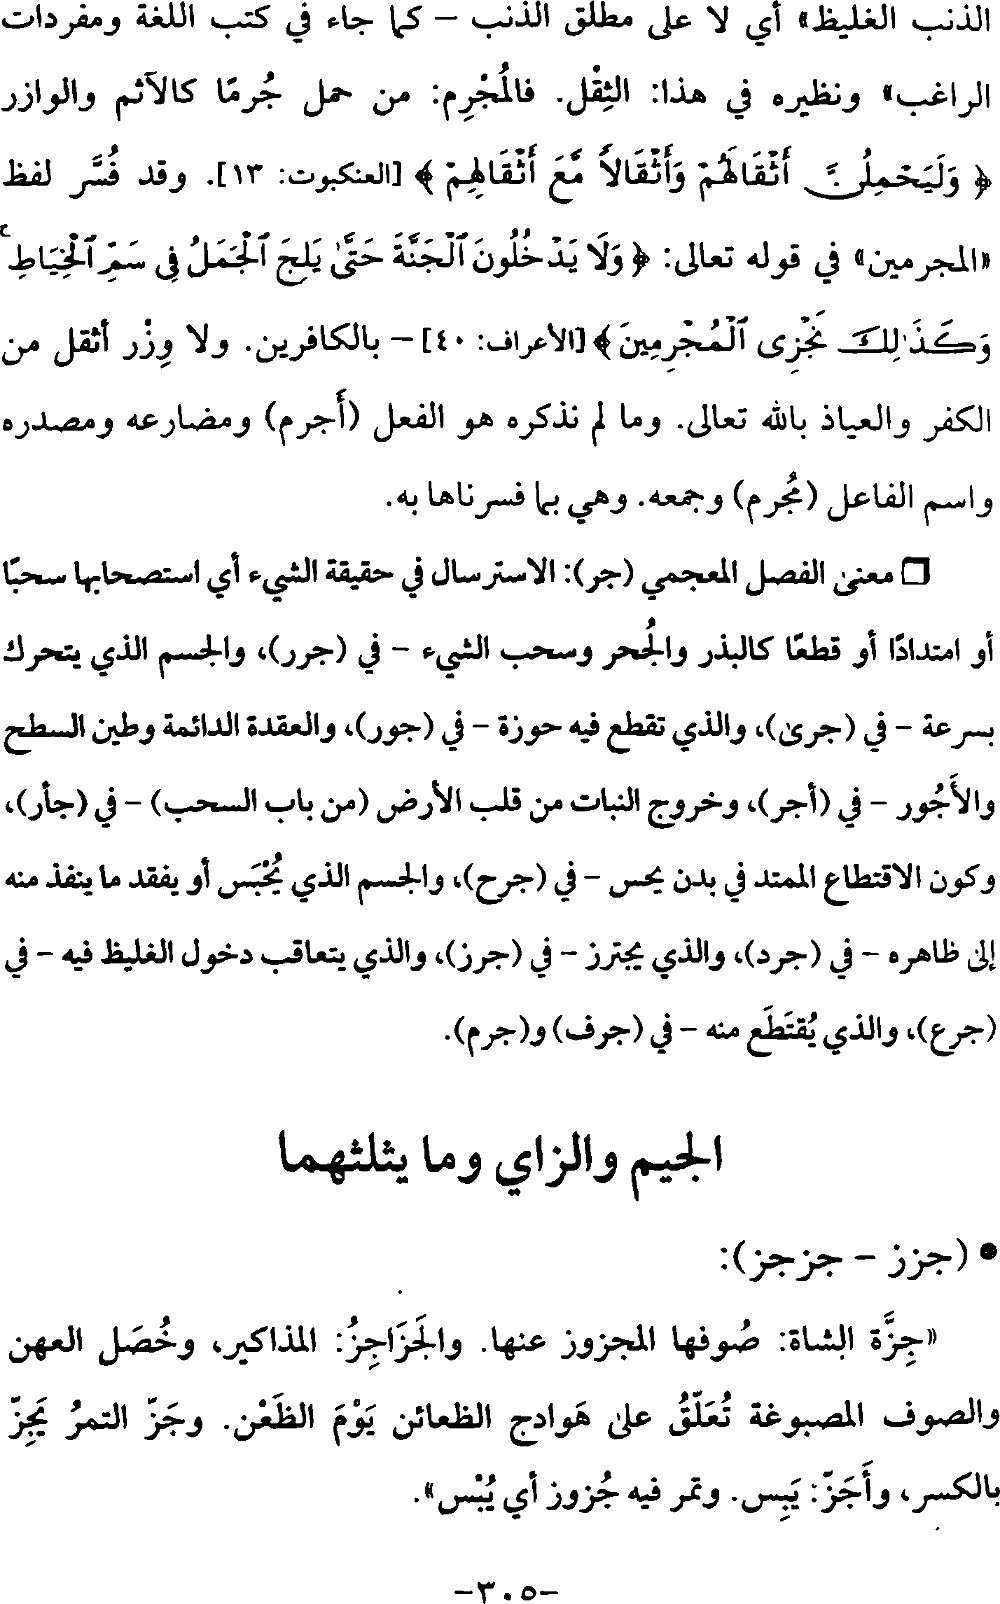 الذنب الغليظ» أي لا على مطلق الذنب – كما جاء في كتب اللغة ومفردات
الراغب» ونظيره في هذا: الثِقْل. فالمُجْرِم: من حمل جُرمًا كالآثم والوازر
﴿ وَلَيَحْمِلُنَّ أَثْقَالَهُمْ وَأَثْقَالاً مَّعَ أَثْقَالِهِمْ ﴾ [العنكبوت: ١٣]. وقد فُسَّر لفظ
«المجرمين» في قوله تعالى: ﴿ وَلَا يَدْخُلُونَ ٱلْجَنَّةَ حَتَّىٰ يَلِجَ ٱلْجَمَلُ فِى سَمِّ ٱلْخِيَاطِ ۚ
وَكَذَٰلِكَ نَجْزِى ٱلْمُجْرِمِينَ﴾ [الأعراف: ٤٠] – بالكافرين. ولا وِزْر أثقل من
الكفر والعياذ بالله تعالى. وما لم نذكره هو الفعل (أَجرم) ومضارعه ومصدره
واسم الفاعل (مُجرم) وجمعه. وهي بما فسرناها به.
❒ معنى الفصل المعجمي (جر): الاسترسال في حقيقة الشيء أي استصحابها سحبًا
أو امتدادًا أو قطعًا كالبذر والجُحر وسحب الشيء – في (جرر)، والجسم الذي يتحرك
بسرعة – في (جرى)، والذي تقطع فيه حوزة – في (جور)، والعقدة الدائمة وطين السطح
والأَجُور – في (أجر)، وخروج النبات من قلب الأرض (من باب السحب) – في (جأر)،
وكون الاقتطاع الممتد في بدن يحس – في (جرح)، والجسم الذي يُحْبَس أو يفقد ما ينفذ منه
إلى ظاهره – في (جرد)، والذي يجترز – في (جرز)، والذي يتعاقب دخول الغليظ فيه – في
(جرع)، والذي يُقتَطَع منه – في (جرف) و(جرم).
الجيم والزاي وما يثلثهما
• (جزز – جزجز):
«جِزَّة الشاة: صُوفها المجزوز عنها. والجَزَاجِزُ: المذاكير، وخُصَل العهن
والصوف المصبوغة تُعَلَّقُ على هَوادج الظعائن يَوْمَ الظَعْن. وجَزّ التمرُ يَجِزّ
بالكسر، وأَجَزّ: يَبِس. وتمر فيه جُزوز أي يُبْس».
-٣٠٥-